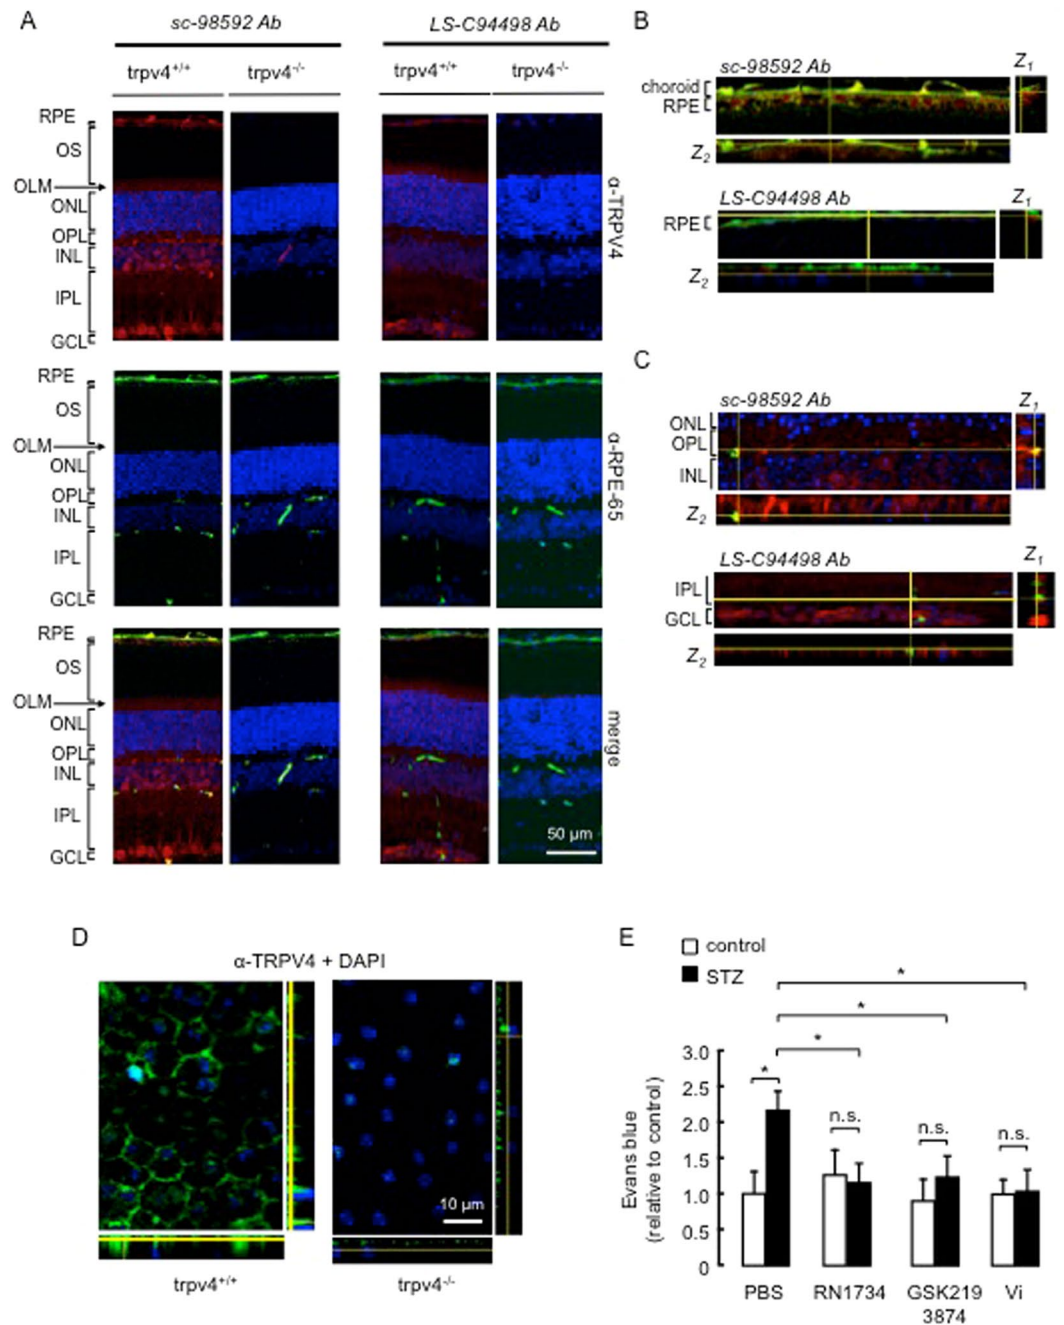 A
sc-98592 Ab
LS-C94498 Ab
trpv4+/+
trpv4-/-
trpv4+/+
trpv4-/-
RPE
OS
OLM
ONL
OPL
INL
IPL
GCL
α-TRPV4
RPE
OS
OLM
ONL
OPL
INL
IPL
GCL
α-RPE-65
RPE
OS
OLM
ONL
OPL
INL
IPL
GCL
merge
50 µm
B
sc-98592 Ab
Z1
choroid
RPE
Z2
LS-C94498 Ab
Z1
RPE
Z2
C
sc-98592 Ab
Z1
ONL
OPL
INL
Z2
LS-C94498 Ab
Z1
IPL
GCL
Z2
D
α-TRPV4 + DAPI
10 µm
trpv4+/+
trpv4-/-
E
control
STZ
*
*
*
*
n.s.
n.s.
n.s.
Evans blue
(relative to control)
3.0
2.5
2.0
1.5
1.0
0.5
0
PBS
RN1734
GSK219
3874
Vi